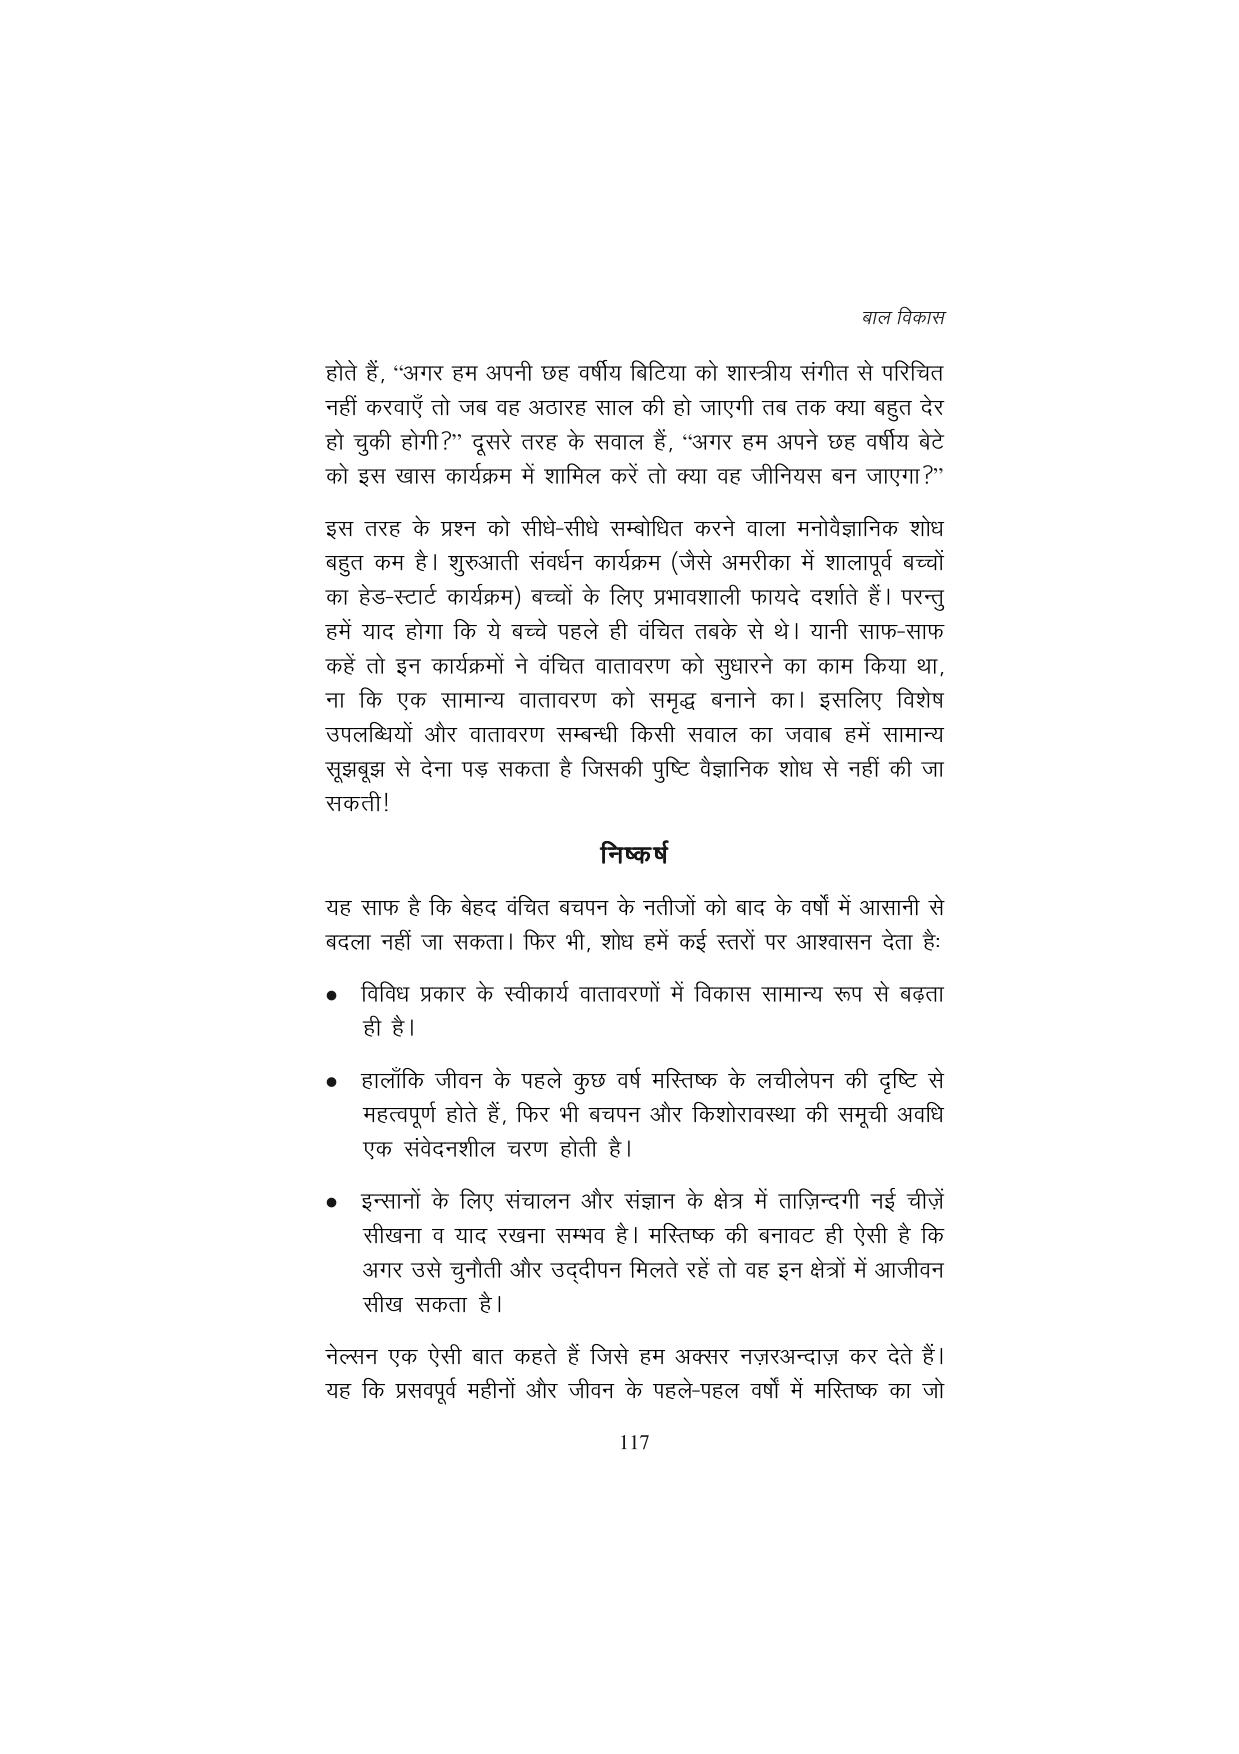 बाल विकास
होते हैं, “अगर हम अपनी छह वर्षीय बिटिया को शास्त्रीय संगीत से परिचित
नहीं करवाएँ तो जब वह अठारह साल की हो जाएगी तब तक क्या बहुत देर
हो चुकी होगी?” दूसरे तरह के सवाल हैं, “अगर हम अपने छह वर्षीय बेटे
को इस खास कार्यक्रम में शामिल करें तो क्या वह जीनियस बन जाएगा?”
इस तरह के प्रश्न को सीधे-सीधे सम्बोधित करने वाला मनोवैज्ञानिक शोध
बहुत कम है। शुरुआती संवर्धन कार्यक्रम (जैसे अमरीका में शालापूर्व बच्चों
का हेड-स्टार्ट कार्यक्रम) बच्चों के लिए प्रभावशाली फायदे दर्शाते हैं। परन्तु
हमें याद होगा कि ये बच्चे पहले ही वंचित तबके से थे। यानी साफ-साफ
कहें तो इन कार्यक्रमों ने वंचित वातावरण को सुधारने का काम किया था,
ना कि एक सामान्य वातावरण को समृद्ध बनाने का। इसलिए विशेष
उपलब्धियों और वातावरण सम्बन्धी किसी सवाल का जवाब हमें सामान्य
सूझबूझ से देना पड़ सकता है जिसकी पुष्टि वैज्ञानिक शोध से नहीं की जा
सकती!
निष्कर्ष
यह साफ है कि बेहद वंचित बचपन के नतीजों को बाद के वर्षों में आसानी से
बदला नहीं जा सकता। फिर भी, शोध हमें कई स्तरों पर आश्वासन देता है:
● विविध प्रकार के स्वीकार्य वातावरणों में विकास सामान्य रूप से बढ़ता
ही है।
● हालाँकि जीवन के पहले कुछ वर्ष मस्तिष्क के लचीलेपन की दृष्टि से
महत्वपूर्ण होते हैं, फिर भी बचपन और किशोरावस्था की समूची अवधि
एक संवेदनशील चरण होती है।
● इन्सानों के लिए संचालन और संज्ञान के क्षेत्र में ताज़िन्दगी नई चीज़ें
सीखना व याद रखना सम्भव है। मस्तिष्क की बनावट ही ऐसी है कि
अगर उसे चुनौती और उद्दीपन मिलते रहें तो वह इन क्षेत्रों में आजीवन
सीख सकता है।
नेल्सन एक ऐसी बात कहते हैं जिसे हम अक्सर नज़रअन्दाज़ कर देते हैं।
यह कि प्रसवपूर्व महीनों और जीवन के पहले-पहल वर्षों में मस्तिष्क का जो
117